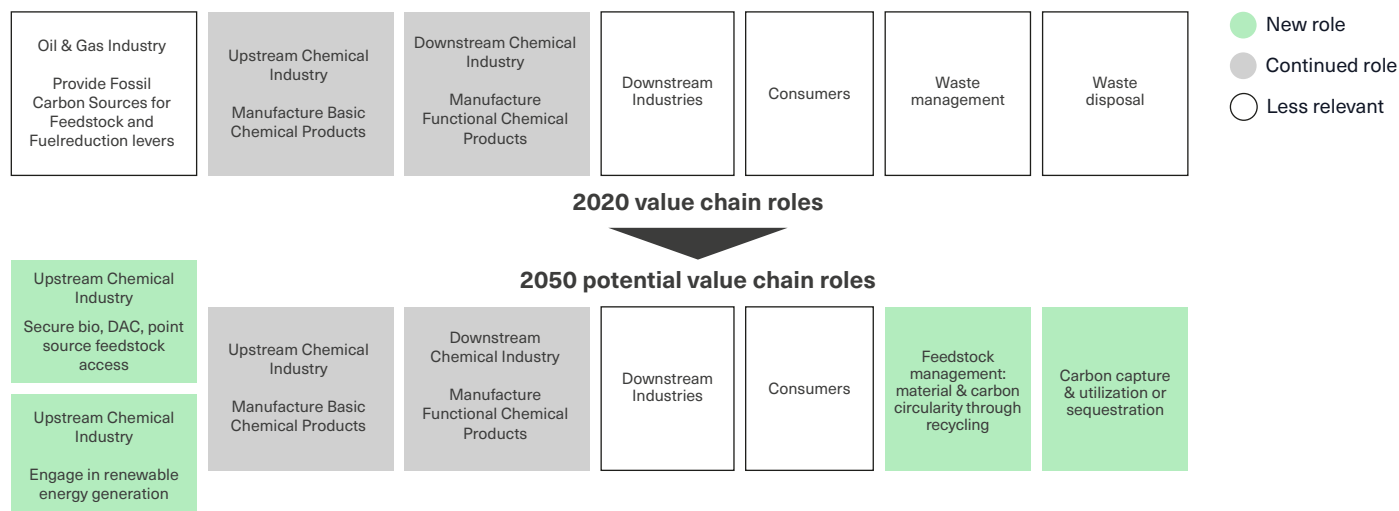 Oil & Gas Industry
Provide Fossil
Carbon Sources for
Feedstock and
Fuelreduction levers
Upstream Chemical
Industry
Manufacture Basic
Chemical Products
Downstream Chemical
Industry
Manufacture
Functional Chemical
Products
Downstream
Industries
Consumers
Waste
management
Waste
disposal
New role
Continued role
Less relevant
2020 value chain roles
2050 potential value chain roles
Upstream Chemical
Industry
Secure bio, DAC, point
source feedstock
access
Upstream Chemical
Industry
Engage in renewable
energy generation
Upstream Chemical
Industry
Manufacture Basic
Chemical Products
Downstream
Chemical Industry
Manufacture
Functional Chemical
Products
Downstream
Industries
Consumers
Feedstock
management:
material & carbon
circularity through
recycling
Carbon capture
& utilization or
sequestration